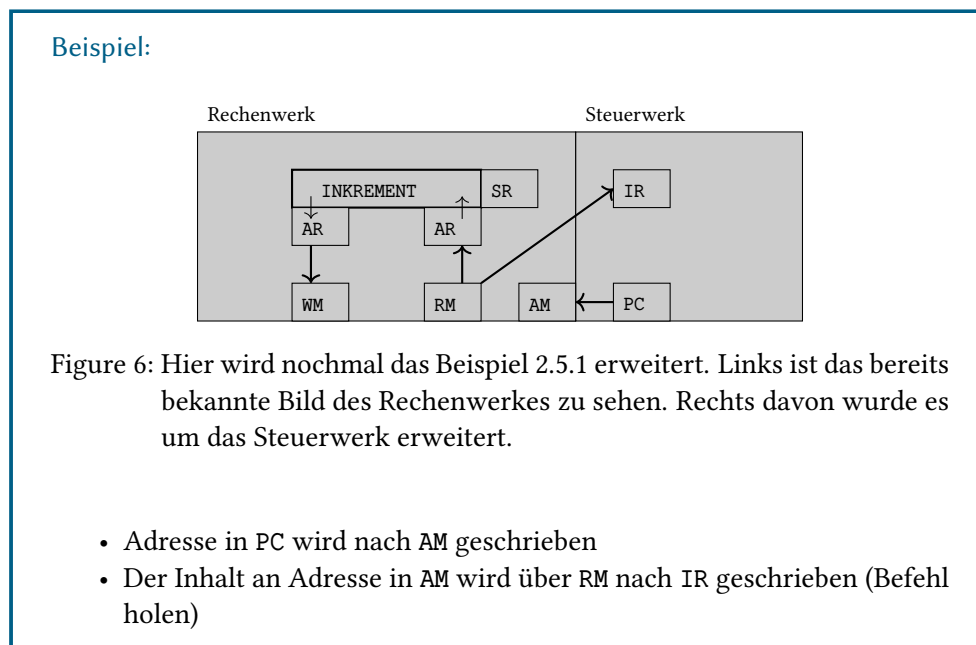 Beispiel:
Rechenwerk Steuerwerk
INKREMENT SR IR
AR AR
WM RM AM PC
Figure 6: Hier wird nochmal das Beispiel 2.5.1 erweitert. Links ist das bereits
bekannte Bild des Rechenwerkes zu sehen. Rechts davon wurde es
um das Steuerwerk erweitert.
• Adresse in PC wird nach AM geschrieben
• Der Inhalt an Adresse in AM wird über RM nach IR geschrieben (Befehl
holen)